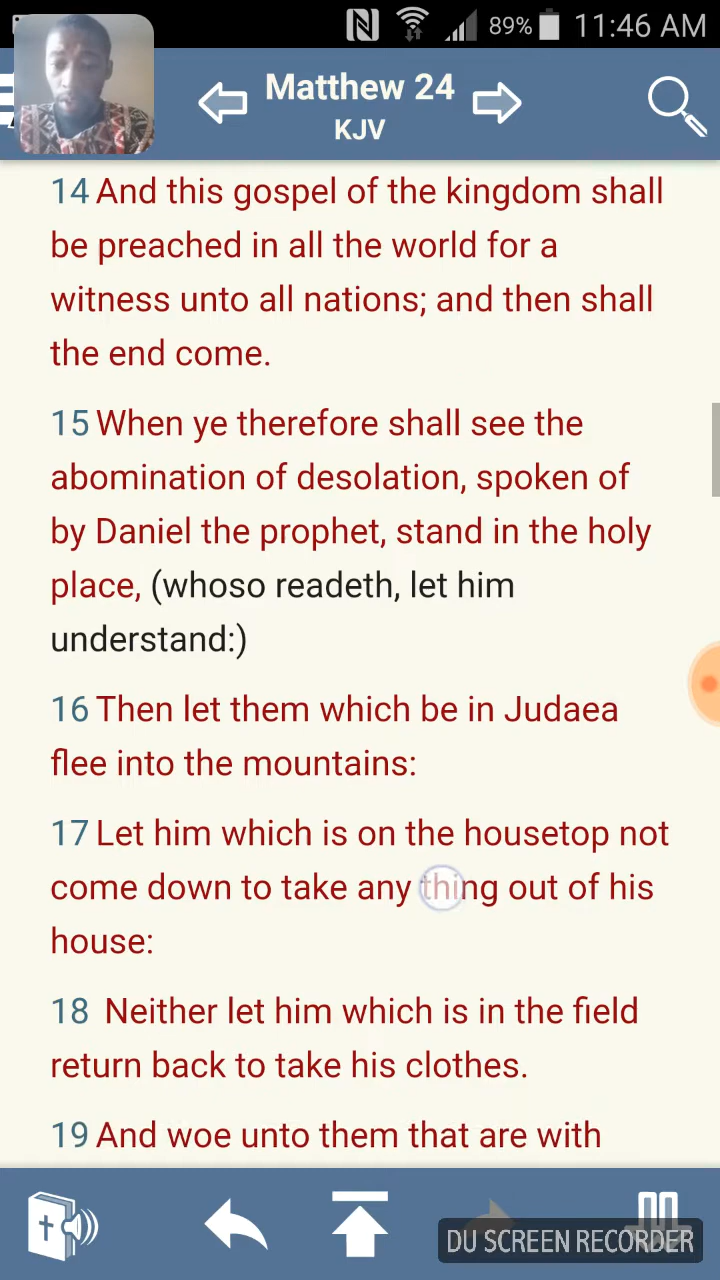 89% 11:46 AM
Matthew 24
KJV
14 And this gospel of the kingdom shall
be preached in all the world for a
witness unto all nations; and then shall
the end come.
15 When ye therefore shall see the
abomination of desolation, spoken of
by Daniel the prophet, stand in the holy
place, (whoso readeth, let him
understand:)
16 Then let them which be in Judaea
flee into the mountains:
17 Let him which is on the housetop not
come down to take any thing out of his
house:
18 Neither let him which is in the field
return back to take his clothes.
19 And woe unto them that are with
DU SCREEN RECORDER